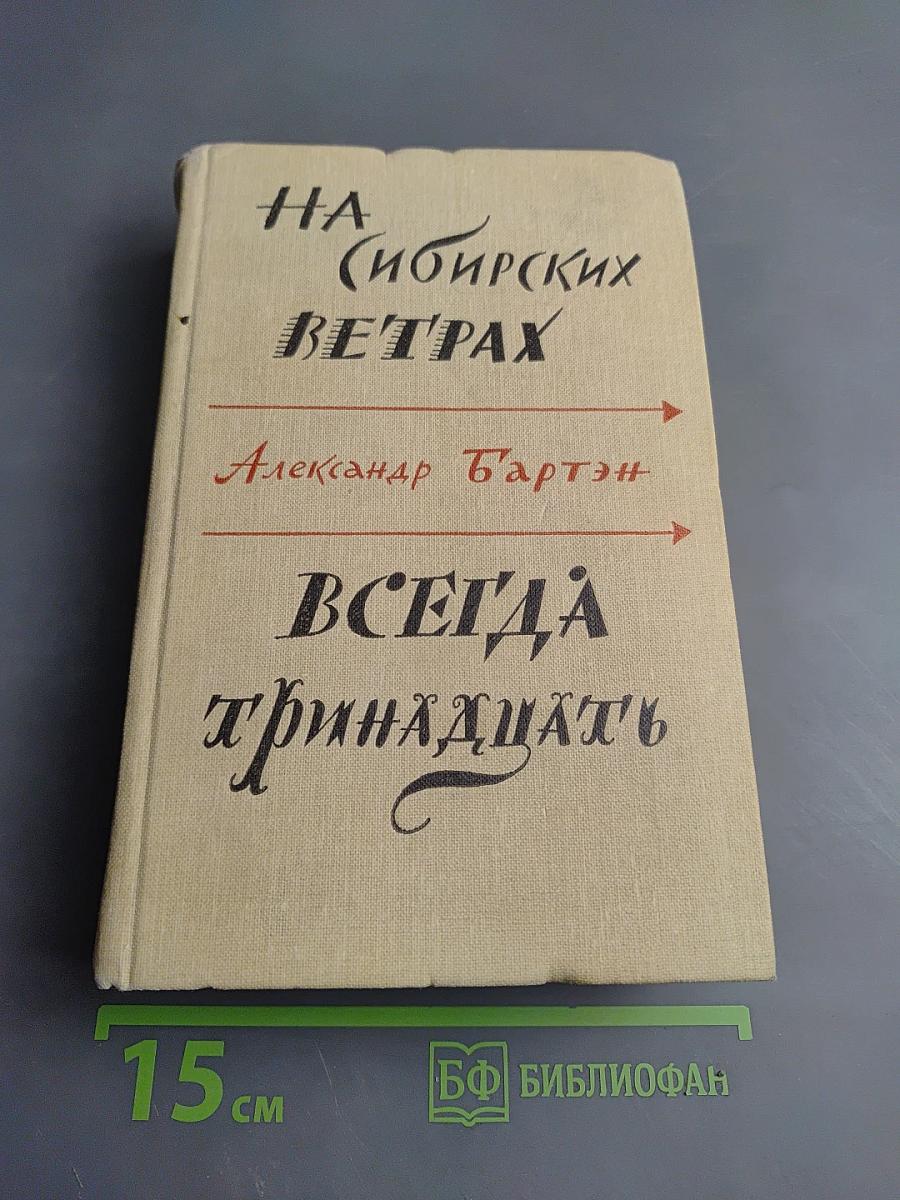 На
Сибирских
ветрах
Александр Бартэн
Всегда
тринадцать
15 см
БФ БИБЛИОФАН